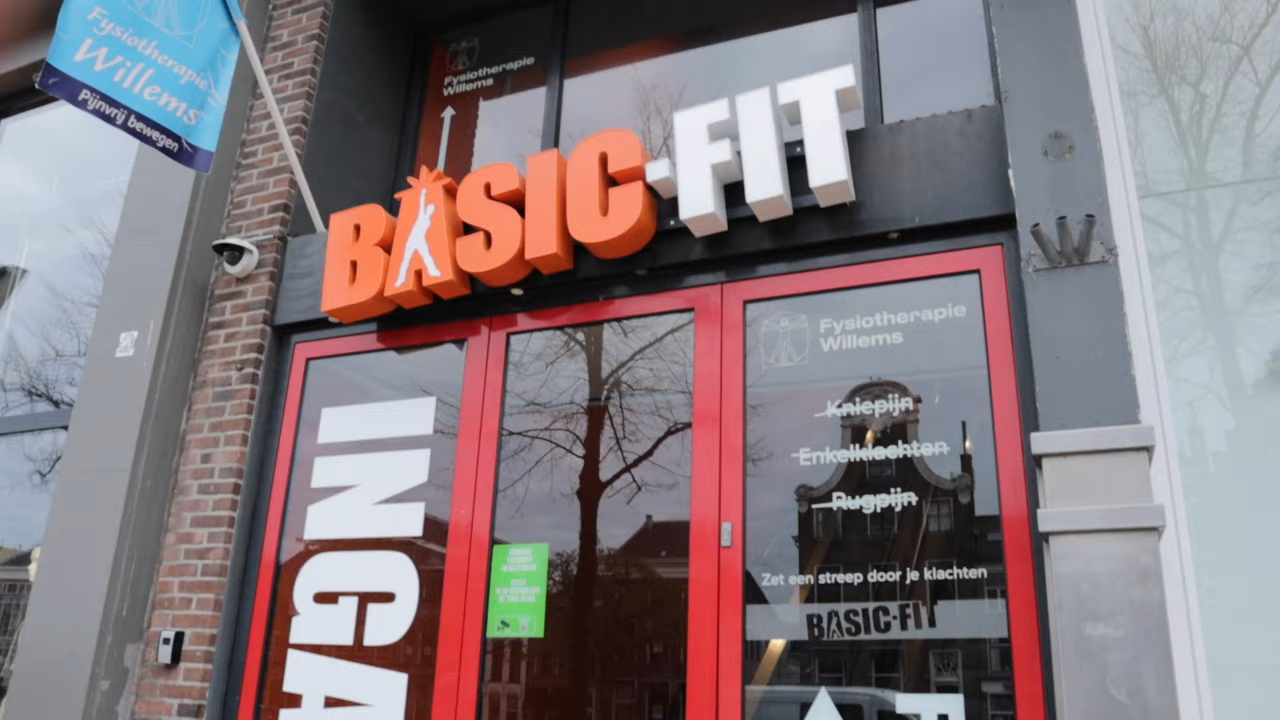 Fysiotherapie
Willems
Pijnvrij bewegen
Fysiotherapie
Willems
BASIC-FIT
Fysiotherapie
Willems
Kniepijn
Enkelklachten
Rugpijn
Zet een streep door je klachten
BASIC-FIT
INGA